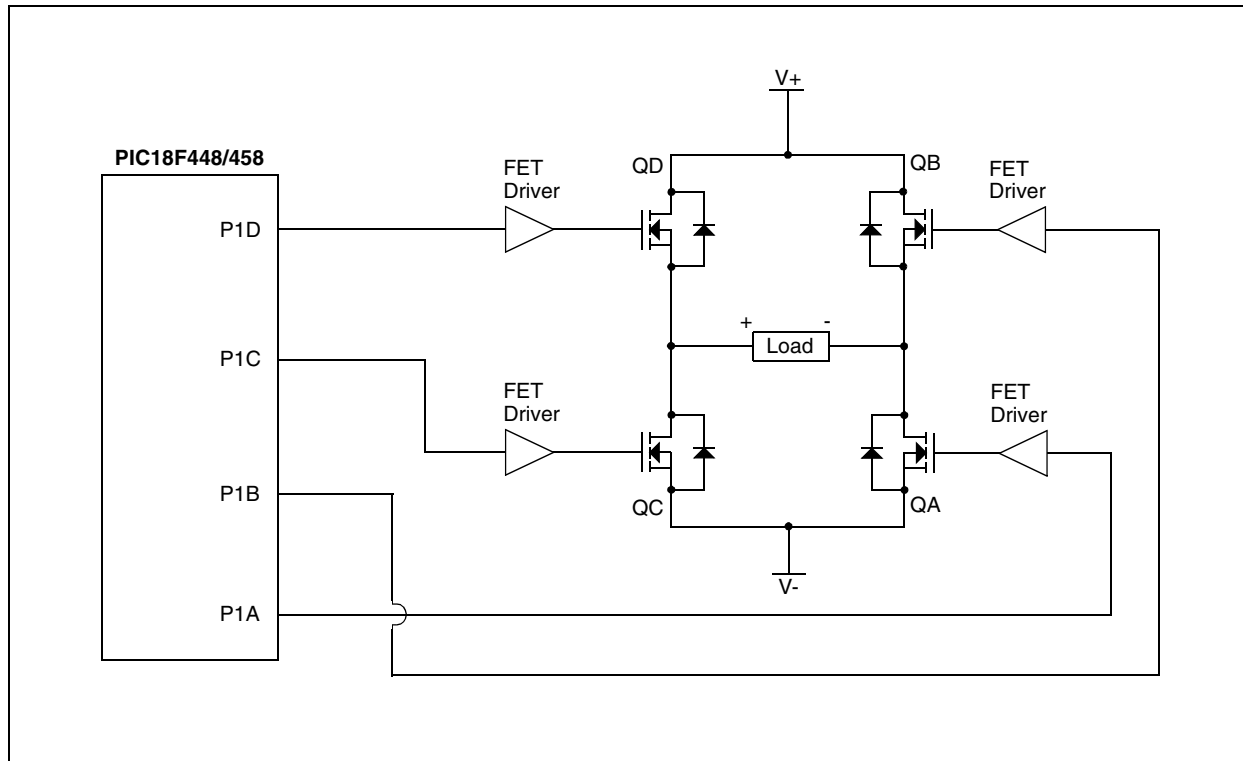 V+
PIC18F448/458
FET
Driver
QD
QB
FET
Driver
P1D
+
-
Load
P1C
FET
Driver
FET
Driver
P1B
QC
QA
V-
P1A